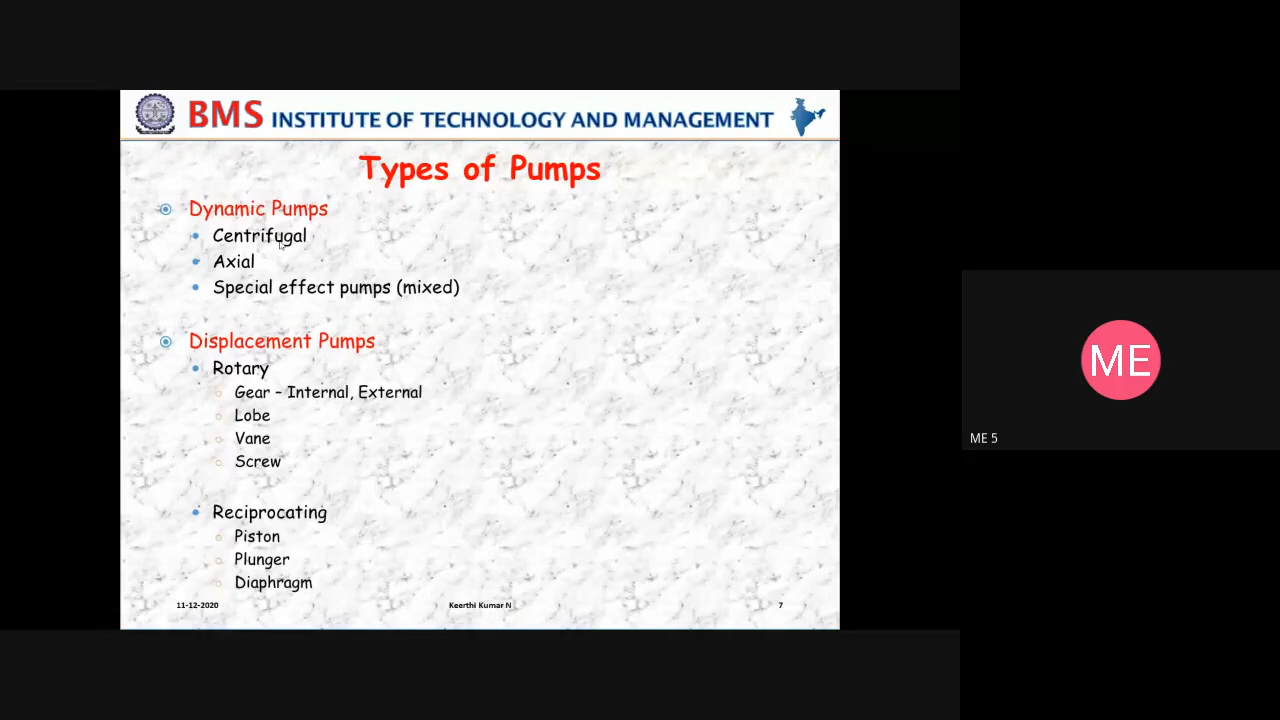 BMS INSTITUTE OF TECHNOLOGY AND MANAGEMENT
Types of Pumps
Dynamic Pumps
Centrifugal
Axial
Special effect pumps (mixed)
Displacement Pumps
Rotary
Gear – Internal, External
Lobe
Vane
Screw
Reciprocating
Piston
Plunger
Diaphragm
11-12-2020 Keerthi Kumar N 7
ME
ME 5